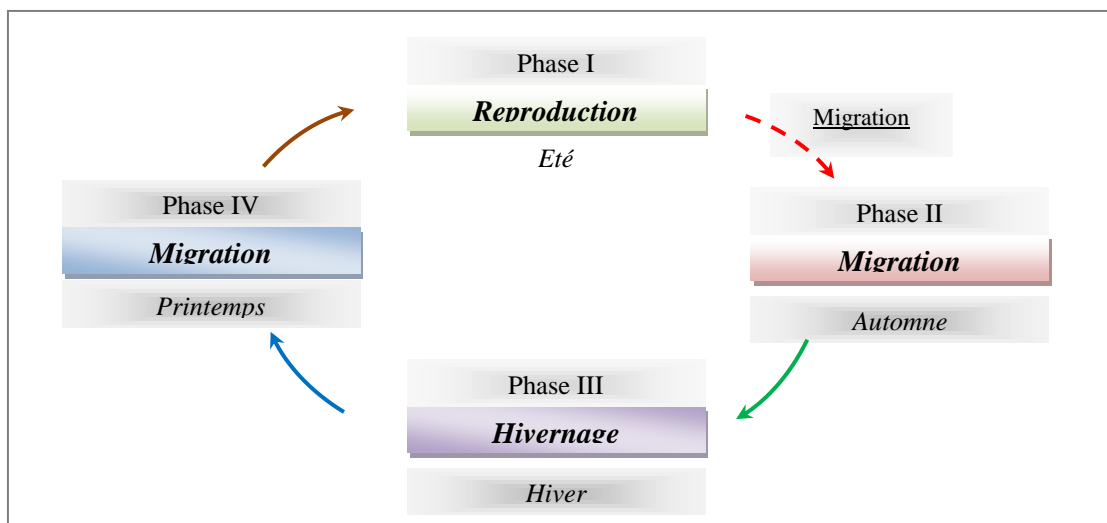 Phase I
Reproduction
Eté
Migration
Phase II
Migration
Automne
Phase III
Hivernage
Hiver
Phase IV
Migration
Printemps